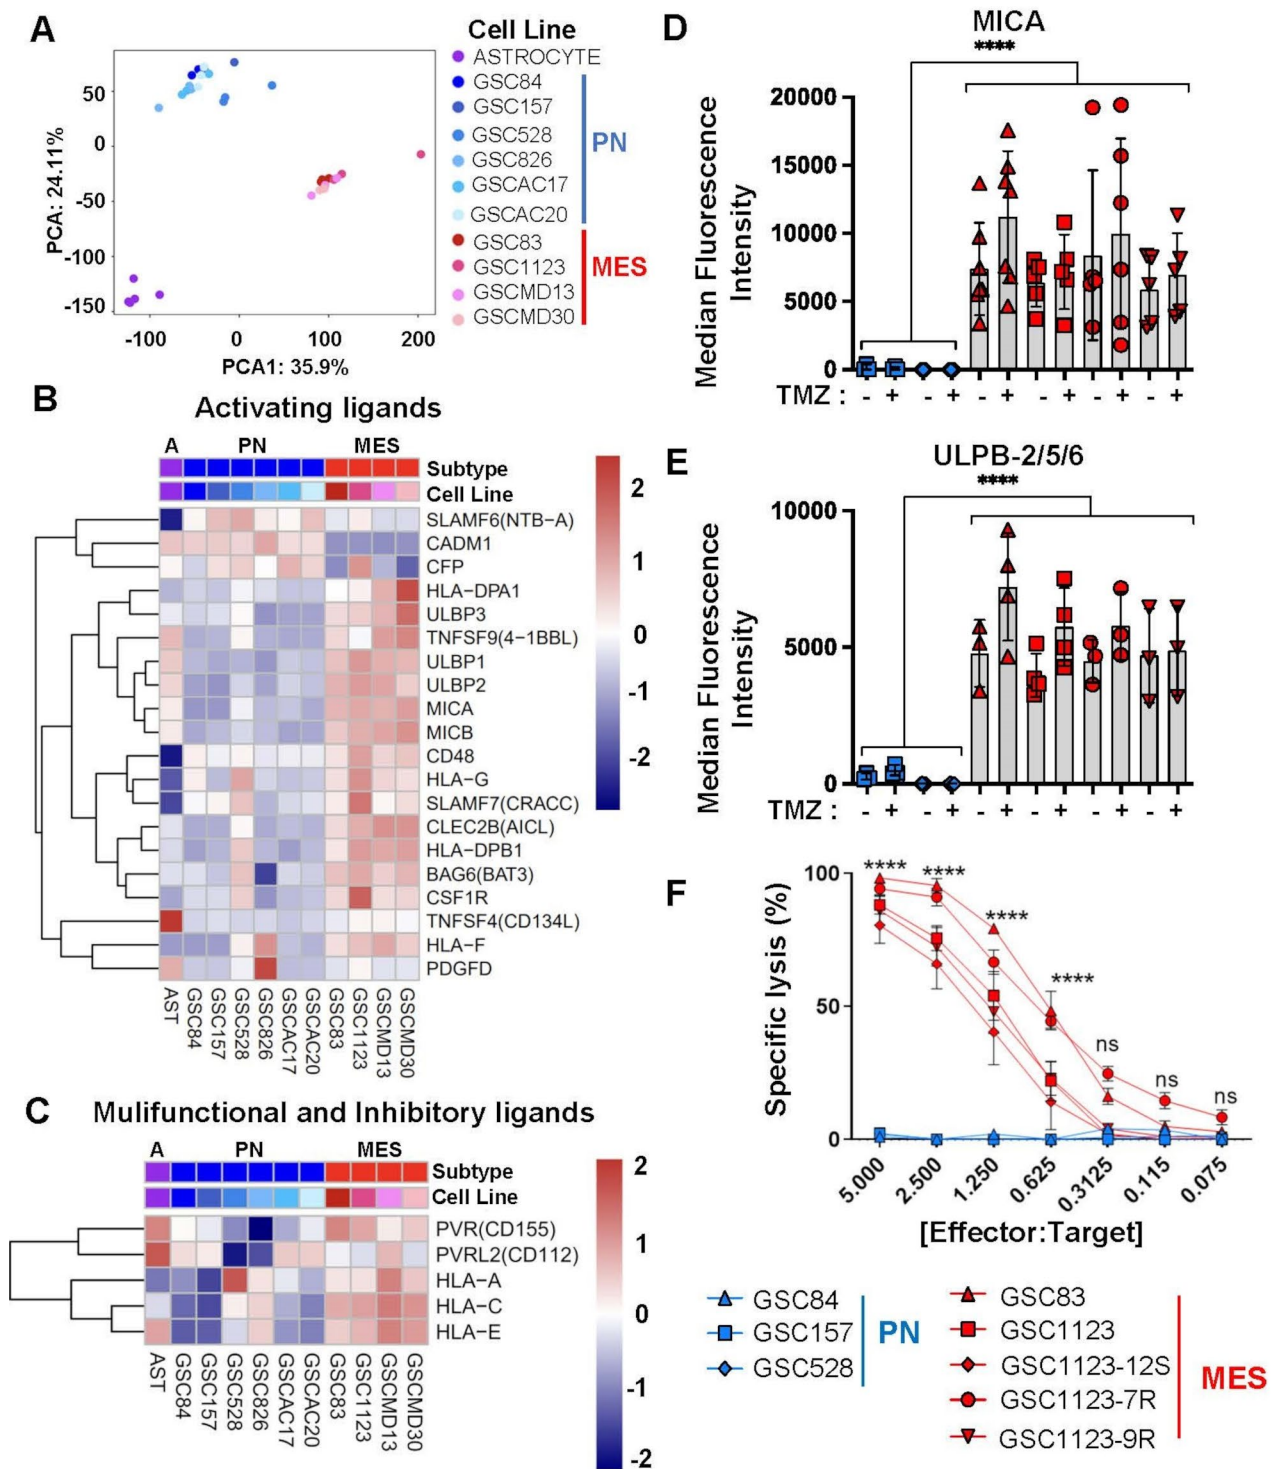 A
Cell Line
ASTROCYTE
GSC84
GSC157
GSC528
GSC826
GSCAC17
GSCAC20
GSC83
GSC1123
GSCMD13
GSCMD30
PN
MES
PCA: 24.11%
50
0
-50
-100
-150
-100
0
100
200
PCA1: 35.9%
B
Activating ligands
A PN MES
Subtype
Cell Line
SLAMF6(NTB-A)
CADM1
CFP
HLA-DPA1
ULBP3
TNFSF9(4-1BBL)
ULBP1
ULBP2
MICA
MICB
CD48
HLA-G
SLAMF7(CRACC)
CLEC2B(AICL)
HLA-DPB1
BAG6(BAT3)
CSF1R
TNFSF4(CD134L)
HLA-F
PDGFD
AST
GSC84
GSC157
GSC528
GSC826
GSCAC17
GSCAC20
GSC83
GSC1123
GSCMD13
GSCMD30
2
1
0
-1
-2
C
Mulifunctional and Inhibitory ligands
A PN MES
Subtype
Cell Line
PVR(CD155)
PVRL2(CD112)
HLA-A
HLA-C
HLA-E
AST
GSC84
GSC157
GSC528
GSC826
GSCAC17
GSCAC20
GSC83
GSC1123
GSCMD13
GSCMD30
2
1
0
-1
-2
D
MICA
****
Median Fluorescence
Intensity
20000
15000
10000
5000
0
TMZ : - + - + - + - + - + - +
E
ULPB-2/5/6
****
Median Fluorescence
Intensity
10000
5000
0
TMZ : - + - + - + - + - + - +
F
Specific lysis (%)
100
50
0
****
****
****
****
ns
ns
ns
5.000
2.500
1.250
0.625
0.3125
0.115
0.075
[Effector:Target]
GSC84
GSC157
GSC528
PN
GSC83
GSC1123
GSC1123-12S
GSC1123-7R
GSC1123-9R
MES